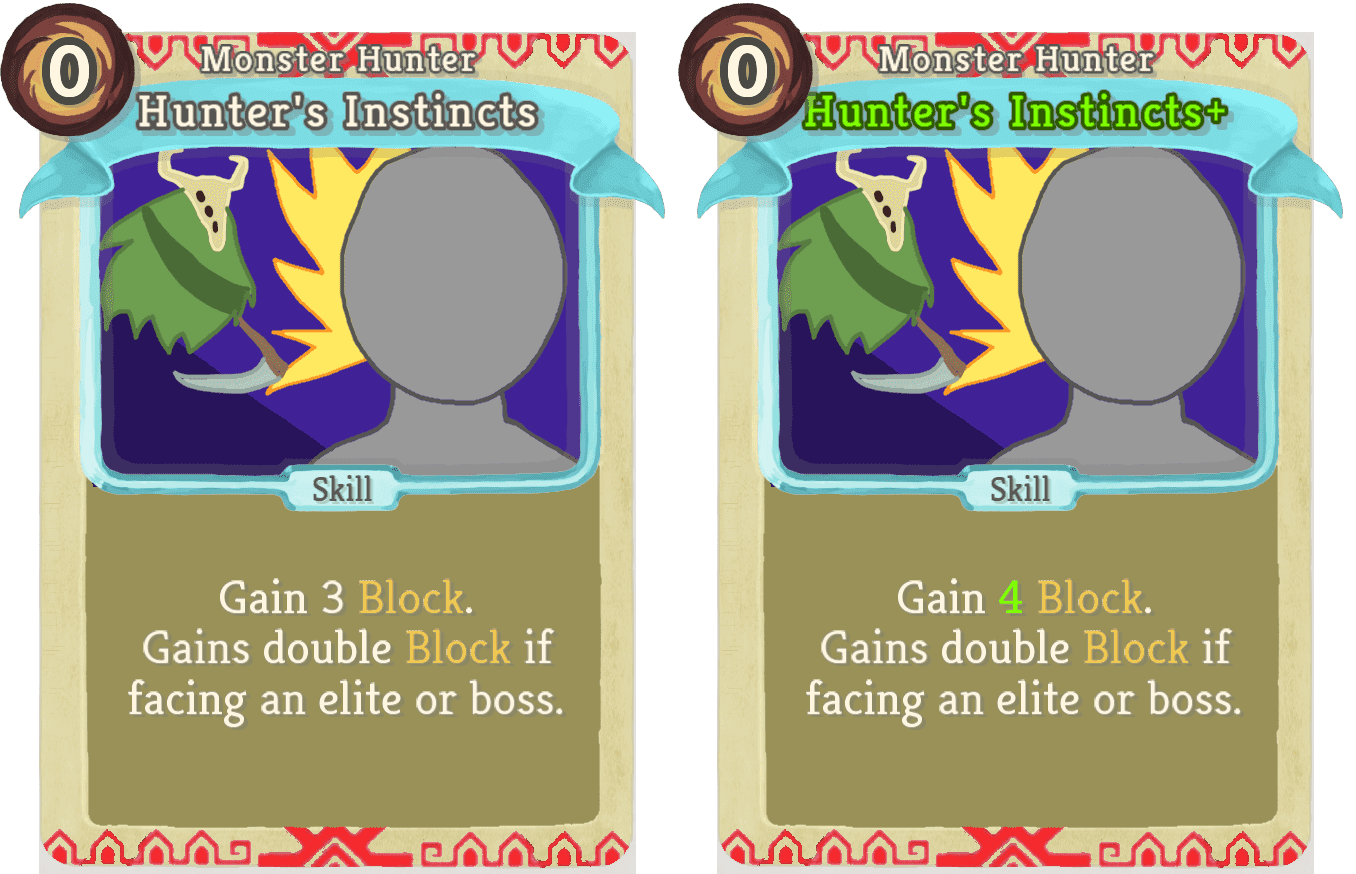 0
Monster Hunter
Hunter's Instincts
Skill
Gain 3 Block.
Gains double Block if
facing an elite or boss.
0
Monster Hunter
Hunter's Instincts+
Skill
Gain 4 Block.
Gains double Block if
facing an elite or boss.